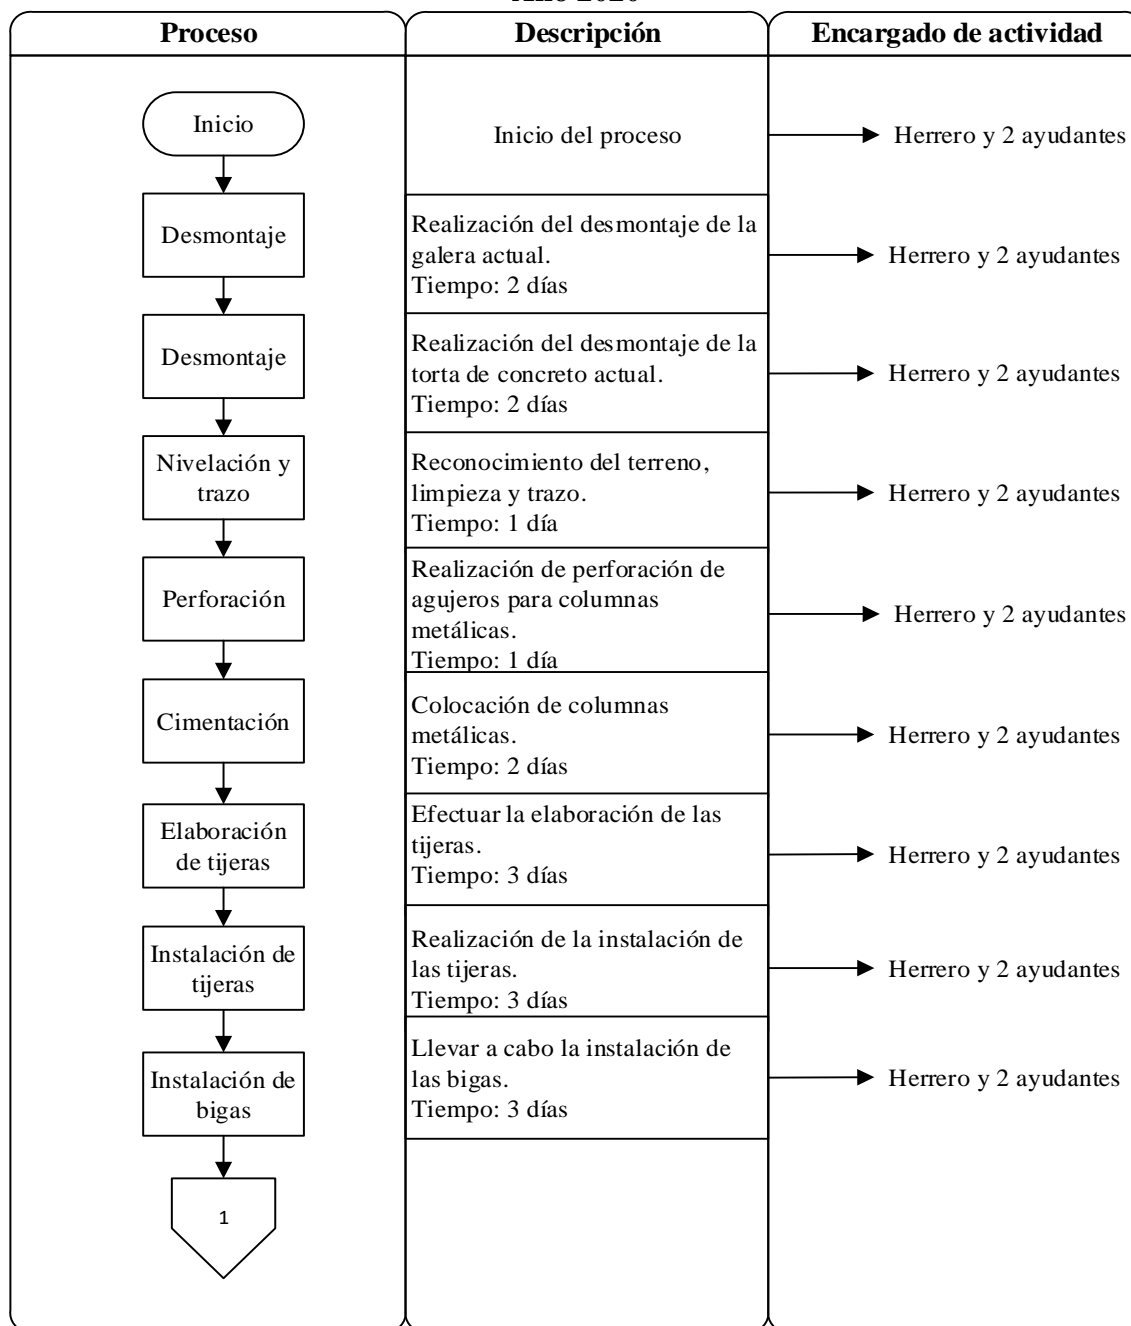 Año 2020
Proceso
Descripción
Encargado de actividad
Inicio
Inicio del proceso
Herrero y 2 ayudantes
Desmontaje
Realización del desmontaje de la
galera actual.
Tiempo: 2 días
Herrero y 2 ayudantes
Desmontaje
Realización del desmontaje de la
torta de concreto actual.
Tiempo: 2 días
Herrero y 2 ayudantes
Nivelación y
trazo
Reconocimiento del terreno,
limpieza y trazo.
Tiempo: 1 día
Herrero y 2 ayudantes
Perforación
Realización de perforación de
agujeros para columnas
metálicas.
Tiempo: 1 día
Herrero y 2 ayudantes
Cimentación
Colocación de columnas
metálicas.
Tiempo: 2 días
Herrero y 2 ayudantes
Elaboración
de tijeras
Efectuar la elaboración de las
tijeras.
Tiempo: 3 días
Herrero y 2 ayudantes
Instalación de
tijeras
Realización de la instalación de
las tijeras.
Tiempo: 3 días
Herrero y 2 ayudantes
Instalación de
bigas
Llevar a cabo la instalación de
las bigas.
Tiempo: 3 días
Herrero y 2 ayudantes
1